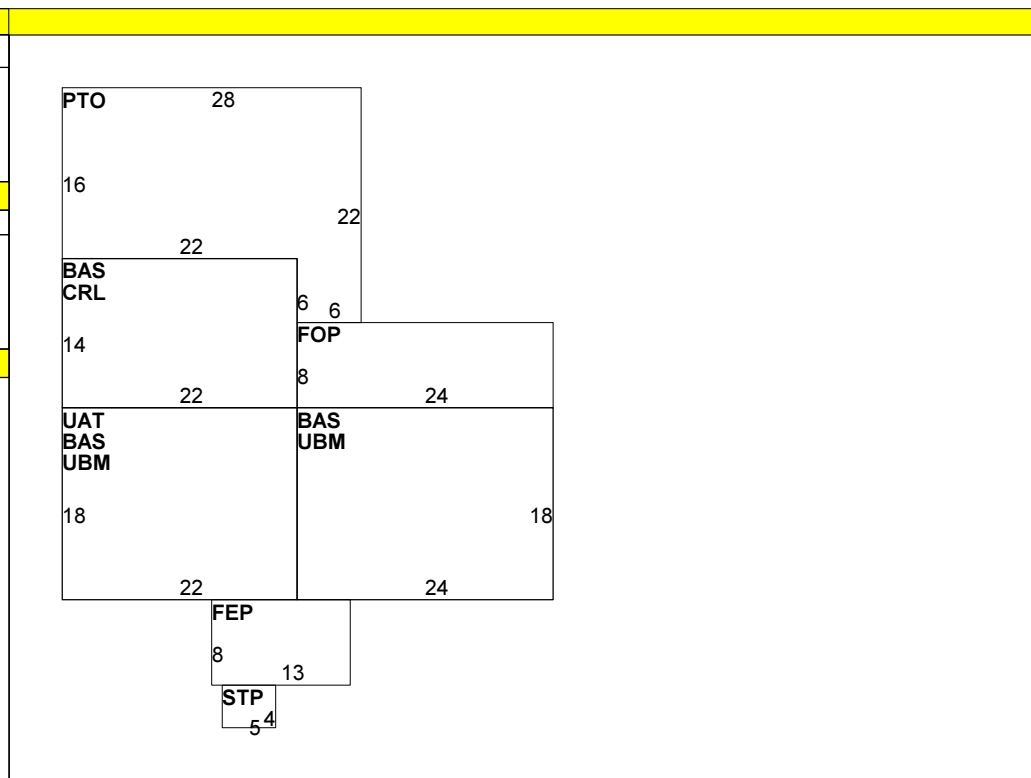 PTO 28
16
22
22
BAS
CRL
6 6
FOP
14
8
22 24
UAT BAS
BAS UBM
UBM
18 18
22 24
FEP
8
13
STP
4
5